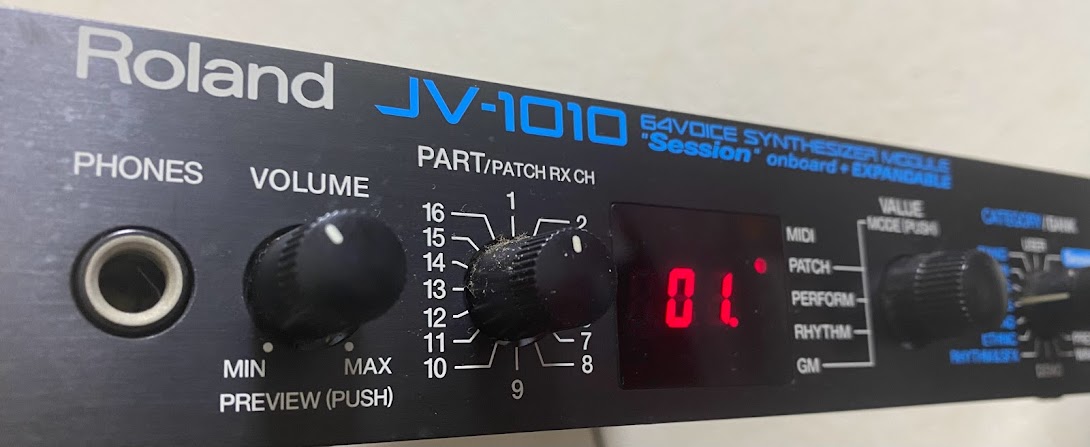 Roland
JV-1010
64VOICE SYNTHESIZER MODULE
"Session" onboard + EXPANDABLE
PHONES
VOLUME
MIN
MAX
PREVIEW (PUSH)
PART/PATCH RX CH
1
2
16
15
14
13
12
11
10
9
8
7
01.
MIDI
PATCH
PERFORM
RHYTHM
GM
VALUE
MODE (PUSH)
CATEGORY/BANK
USER
ETHNIC
RHYTHM&SFX
DEMO